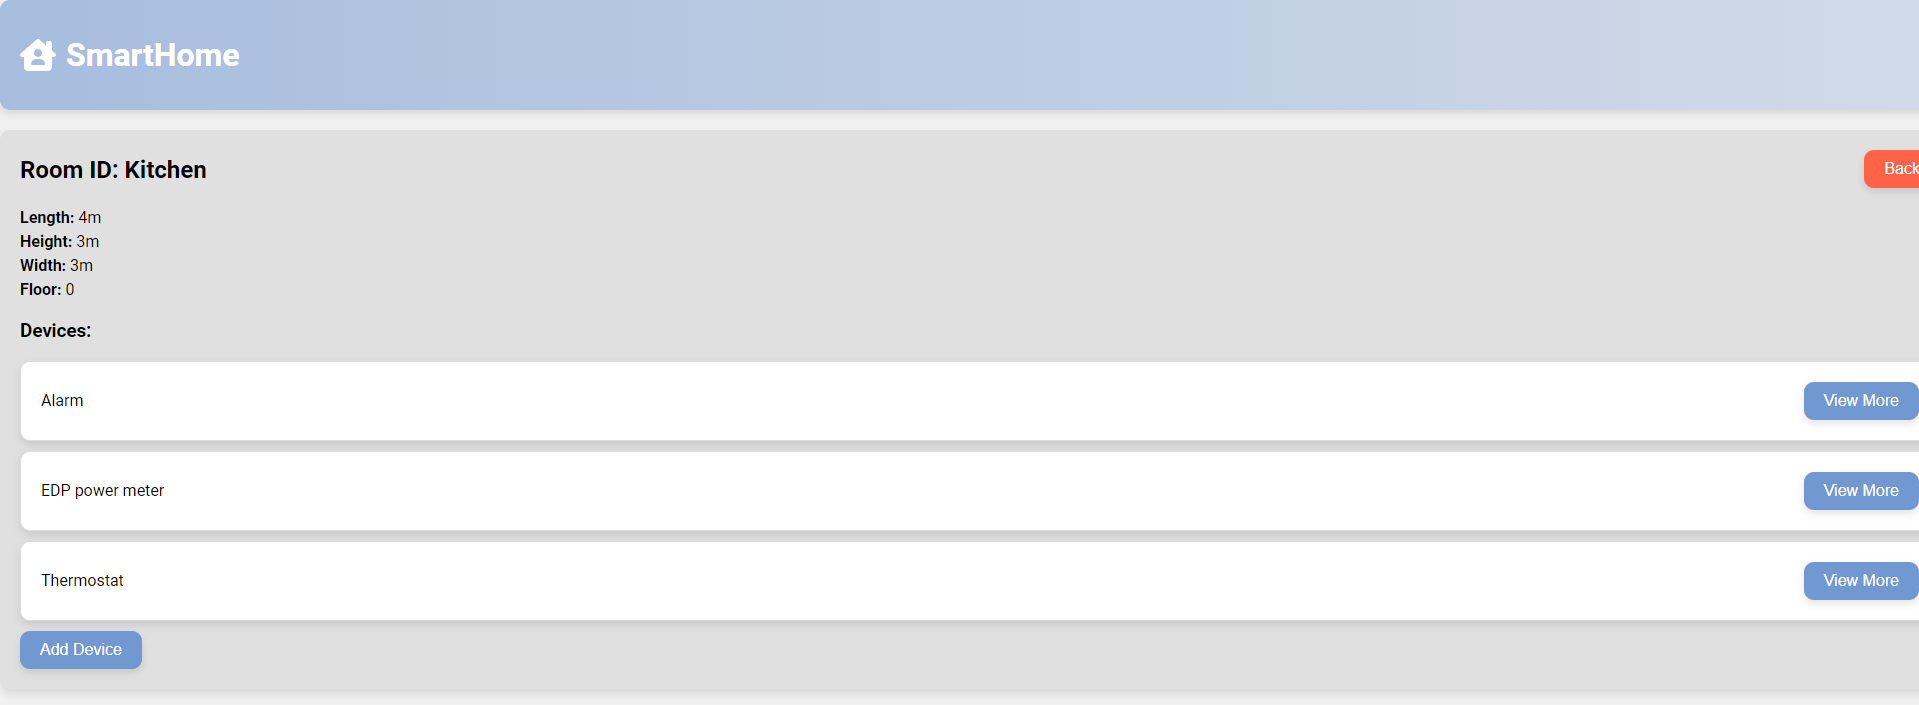 SmartHome
Room ID: Kitchen
Back
Length: 4m
Height: 3m
Width: 3m
Floor: 0
Devices:
Alarm
View More
EDP power meter
View More
Thermostat
View More
Add Device